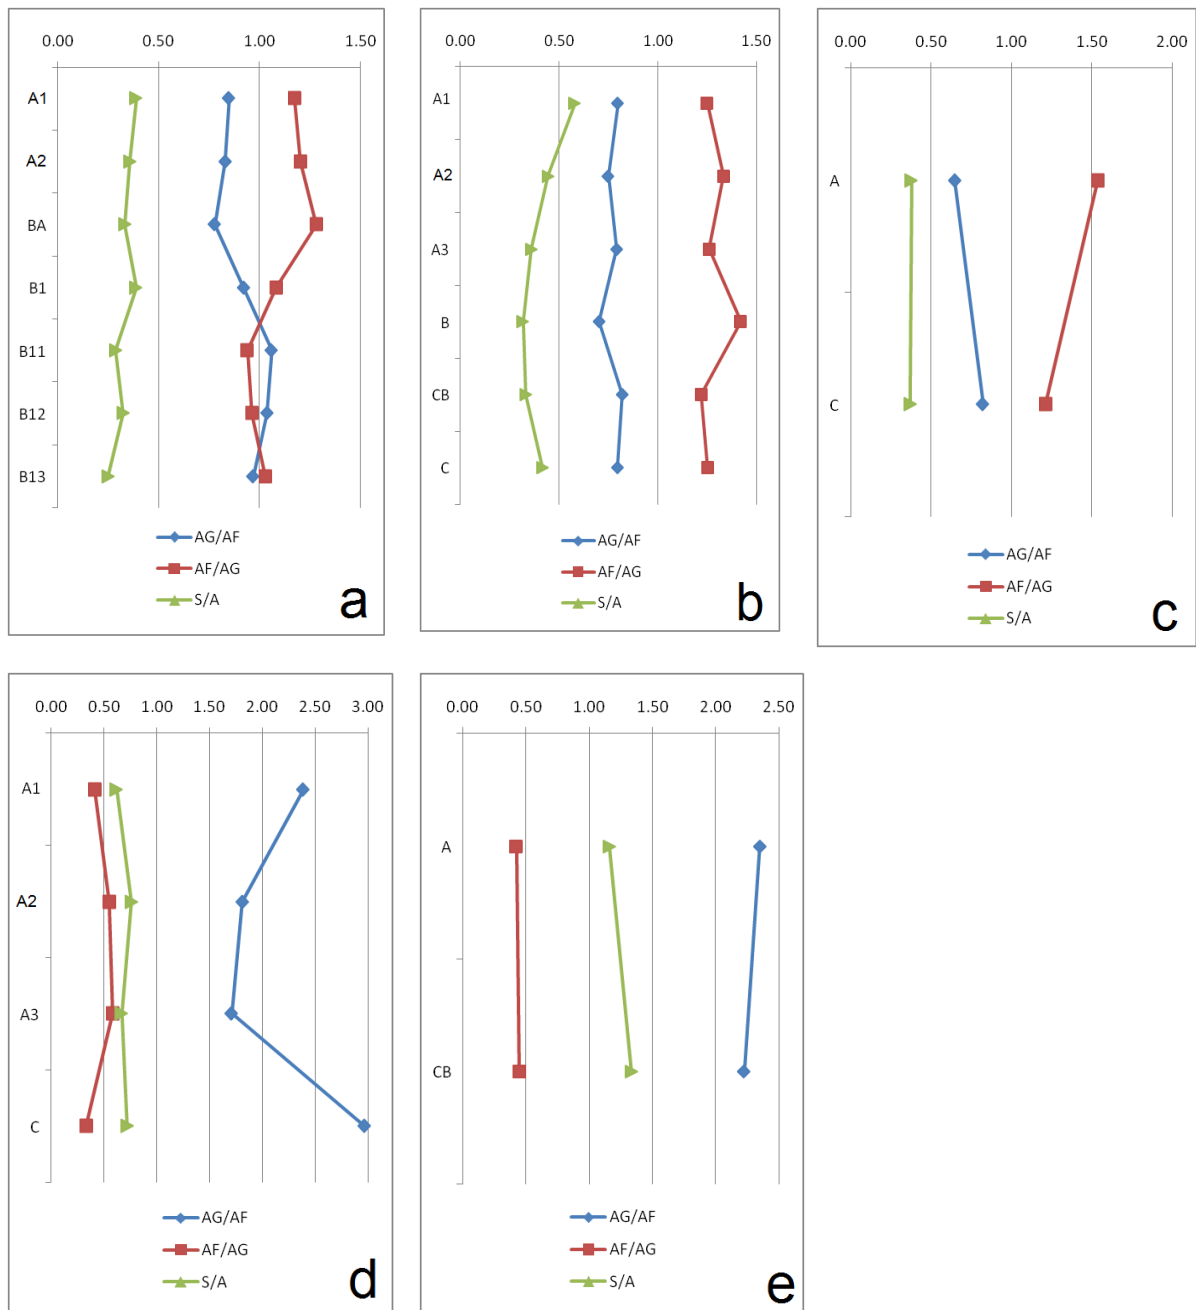 0.00 0.50 1.00 1.50
A1
A2
BA
B1
B11
B12
B13
AG/AF
AF/AG
S/A
a
0.00 0.50 1.00 1.50
A1
A2
A3
B
CB
C
AG/AF
AF/AG
S/A
b
0.00 0.50 1.00 1.50 2.00
A
C
AG/AF
AF/AG
S/A
c
0.00 0.50 1.00 1.50 2.00 2.50 3.00
A1
A2
A3
C
AG/AF
AF/AG
S/A
d
0.00 0.50 1.00 1.50 2.00 2.50
A
CB
AG/AF
AF/AG
S/A
e